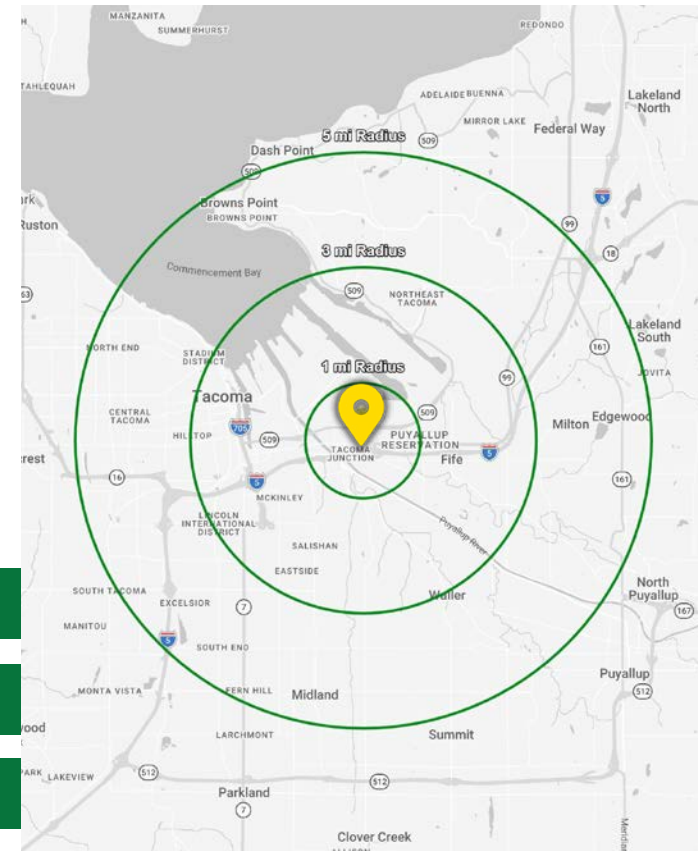 MANZANITA
SUMMERHURST
REDONDO
TAHLEQUAH
ADELAIDE
BUENNA
Lakeland
North
MIRROR LAKE
Federal Way
5 mi Radius
509
Dash Point
509
5
Browns Point
BROWNS POINT
Ruston
99
18
3 mi Radius
Commencement Bay
509
NORTHEAST
TACOMA
Lakeland
South
NORTH END
STADIUM
DISTRICT
161
1 mi Radius
JOVITA
99
Tacoma
CENTRAL
TACOMA
509
Milton
Edgewood
705
HILLTOP
509
PUYALLUP
RESERVATION
TACOMA
JUNCTION
Fife
5
16
5
161
MCKINLEY
LINCOLN
INTERNATIONAL
DISTRICT
Puyallup River
SALISHAN
EASTSIDE
SOUTH TACOMA
EXCELSIOR
7
Waller
North
Puyallup
167
MANITOU
5
SOUTH END
Puyallup
MONTA VISTA
FERN HILL
Midland
512
LARCHMONT
Summit
LAKEVIEW
512
512
Parkland
7
Clover Creek
Meridian